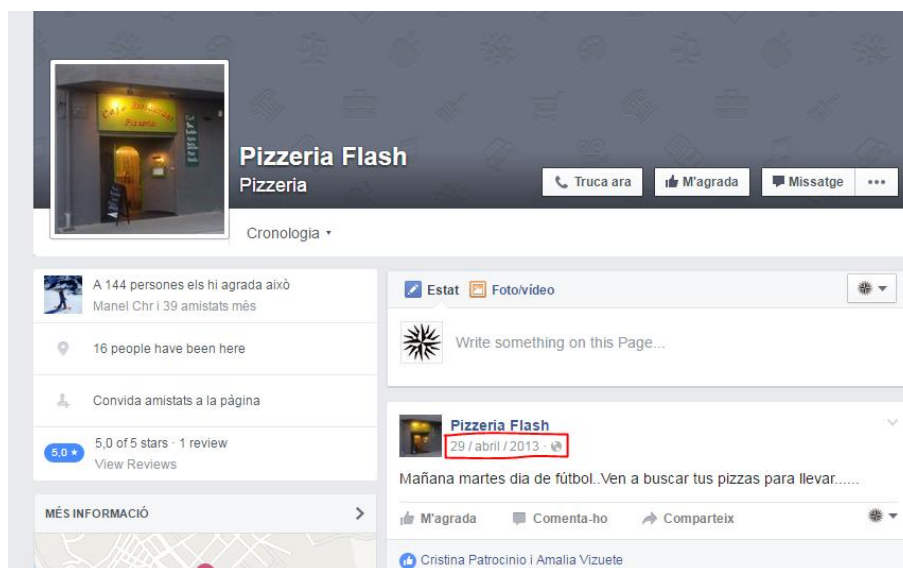 Café Restaurant
Pizzeria
Pizzeria Flash
Pizzeria
Truca ara
M'agrada
Missatge
Cronologia
A 144 persones els hi agrada això
Manel Chr i 39 amistats més
16 people have been here
Convida amistats a la pàgina
5,0 ★
5,0 of 5 stars · 1 review
View Reviews
MÉS INFORMACIÓ
Estat Foto/vídeo
Write something on this Page...
Pizzeria Flash
29 / abril / 2013 ·
Mañana martes dia de fútbol..Ven a buscar tus pizzas para llevar......
M'agrada Comenta-ho Comparteix
Cristina Patrocinio i Amalia Vizuete